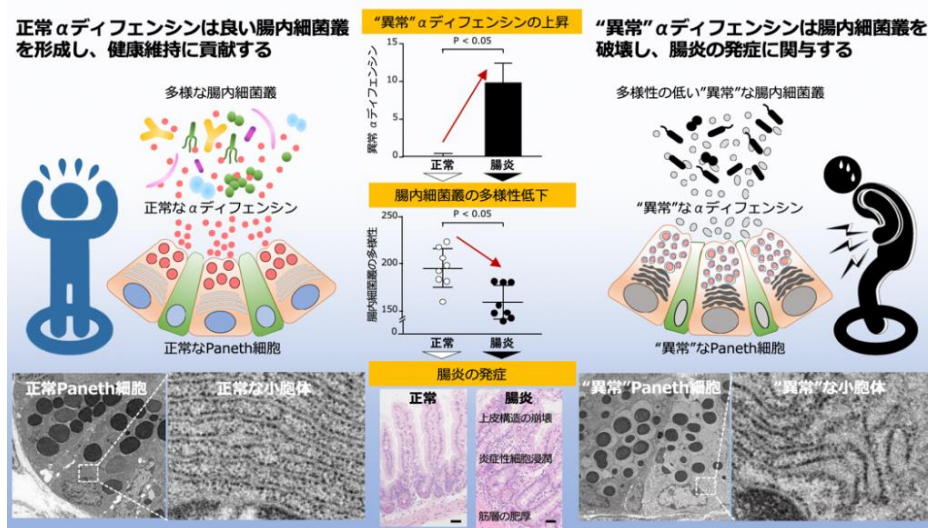 正常αディフェンシンは良い腸内細菌叢
を形成し、健康維持に貢献する
多様な腸内細菌叢
正常なαディフェンシン
正常なPaneth細胞
正常Paneth細胞
正常な小胞体
“異常”αディフェンシンの上昇
P < 0.05
異常αディフェンシン
15
10
5
0
正常
腸炎
腸内細菌叢の多様性低下
P < 0.05
腸内細菌叢の多様性
250
200
150
0
正常
腸炎
腸炎の発症
正常
腸炎
上皮構造の崩壊
炎症性細胞浸潤
筋層の肥厚
“異常”αディフェンシンは腸内細菌叢を
破壊し、腸炎の発症に関与する
多様性の低い”異常”な腸内細菌叢
“異常”なαディフェンシン
“異常”なPaneth細胞
“異常”Paneth細胞
“異常”な小胞体